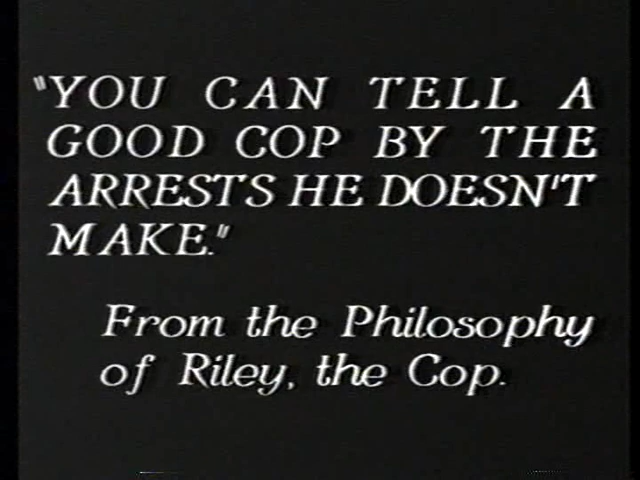 "YOU CAN TELL A
GOOD COP BY THE
ARRESTS HE DOESN'T
MAKE."
From the Philosophy
of Riley, the Cop.